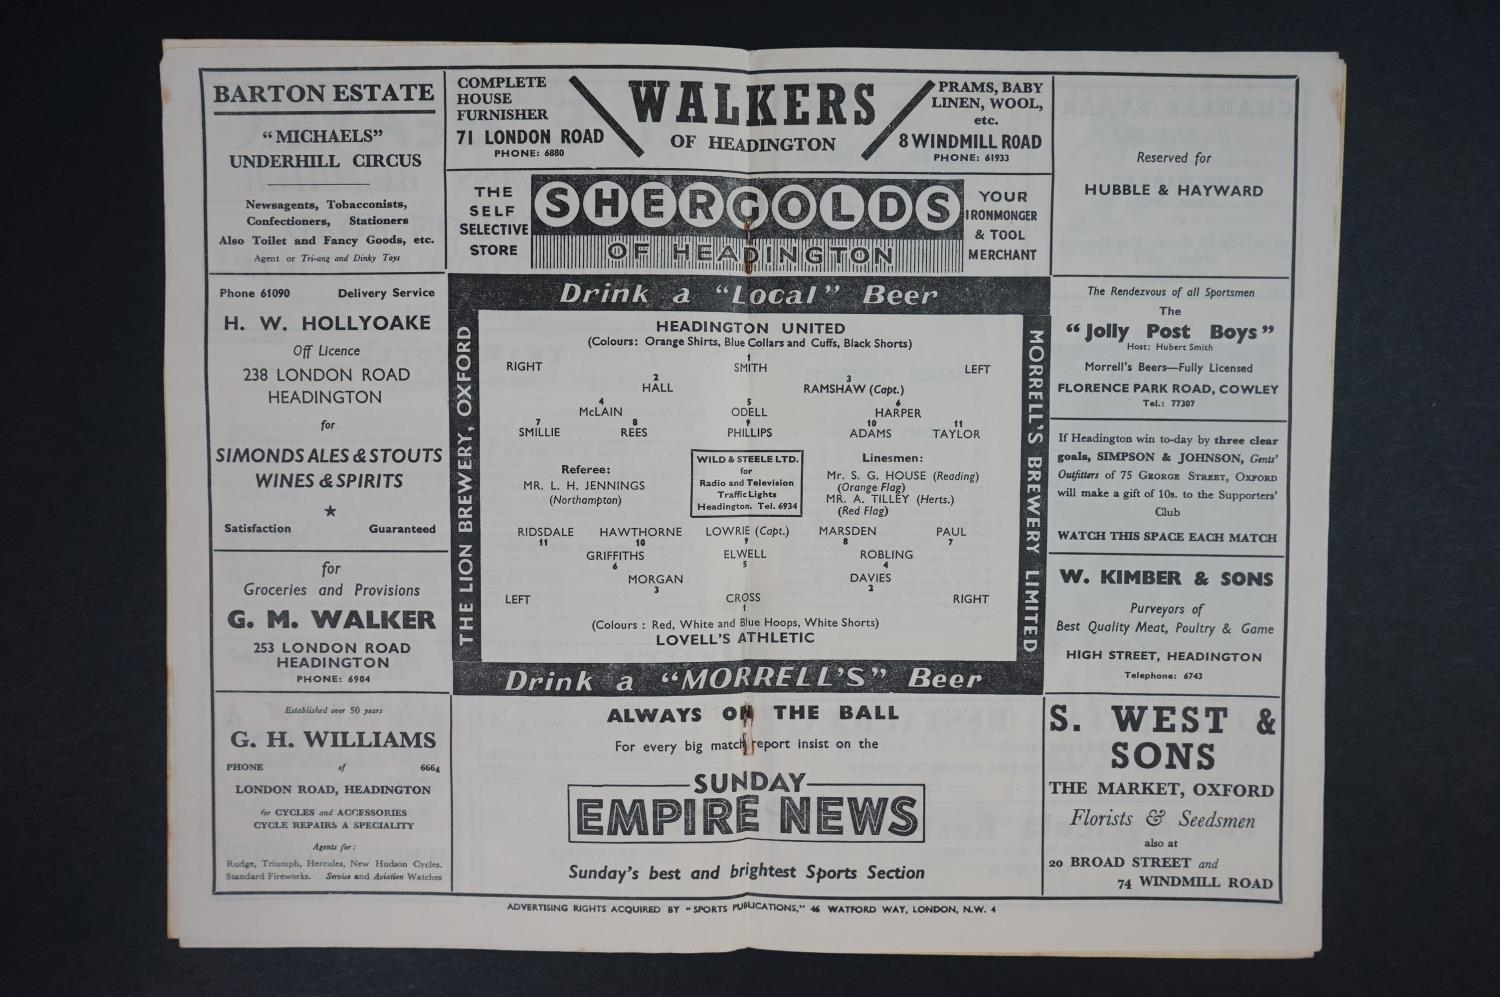 BARTON ESTATE
"MICHAELS"
UNDERHILL CIRCUS
Newsagents, Tobacconists,
Confectioners, Stationers
Also Toilet and Fancy Goods, etc.
Agent or Tri-ang and Dinky Toys
COMPLETE
HOUSE
FURNISHER
71 LONDON ROAD
PHONE: 6880
WALKERS
OF HEADINGTON
PRAMS, BABY
LINEN, WOOL,
etc.
8 WINDMILL ROAD
PHONE: 61933
THE
SELF
SELECTIVE
STORE
SHERGOLDS
OF HEADINGTON
YOUR
IRONMONGER
& TOOL
MERCHANT
Reserved for
HUBBLE & HAYWARD
Phone 61090 Delivery Service
H. W. HOLLYOAKE
Off Licence
238 LONDON ROAD
HEADINGTON
for
SIMONDS ALES & STOUTS
WINES & SPIRITS
★
Satisfaction Guaranteed
for
Groceries and Provisions
G. M. WALKER
253 LONDON ROAD
HEADINGTON
PHONE: 6904
Established over 50 years
G. H. WILLIAMS
PHONE of 6664
LONDON ROAD, HEADINGTON
for CYCLES and ACCESSORIES
CYCLE REPAIRS A SPECIALITY
Agents for:
Rudge, Triumph, Hercules, New Hudson Cycles.
Standard Fireworks. Service and Aviation Watches
Drink a "Local" Beer
THE LION BREWERY, OXFORD
HEADINGTON UNITED
(Colours: Orange Shirts, Blue Collars and Cuffs, Black Shorts)
1
RIGHT SMITH LEFT
2 3
HALL RAMSHAW (Capt.)
4 5 6
McLAIN ODELL HARPER
7 8 9 10 11
SMILLIE REES PHILLIPS ADAMS TAYLOR
Referee:
MR. L. H. JENNINGS
(Northampton)
WILD & STEELE LTD.
for
Radio and Television
Traffic Lights
Headington. Tel. 6934
Linesmen:
Mr. S. G. HOUSE (Reading)
(Orange Flag)
MR. A. TILLEY (Herts.)
(Red Flag)
RIDSDALE HAWTHORNE LOWRIE (Capt.) MARSDEN PAUL
11 10 9 8 7
GRIFFITHS ELWELL ROBLING
6 5 4
MORGAN DAVIES
3 2
LEFT CROSS RIGHT
1
(Colours : Red, White and Blue Hoops, White Shorts)
LOVELL'S ATHLETIC
MORRELL'S BREWERY LIMITED
Drink a "MORRELL'S" Beer
ALWAYS ON THE BALL
For every big match report insist on the
SUNDAY
EMPIRE NEWS
Sunday's best and brightest Sports Section
The Rendezvous of all Sportsmen
The
"Jolly Post Boys"
Host: Hubert Smith
Morrell's Beers—Fully Licensed
FLORENCE PARK ROAD, COWLEY
Tel.: 77307
If Headington win to-day by three clear
goals, SIMPSON & JOHNSON, Gents'
Outfitters of 75 GEORGE STREET, OXFORD
will make a gift of 10s. to the Supporters'
Club
WATCH THIS SPACE EACH MATCH
W. KIMBER & SONS
Purveyors of
Best Quality Meat, Poultry & Game
HIGH STREET, HEADINGTON
Telephone: 6743
S. WEST &
SONS
THE MARKET, OXFORD
Florists & Seedsmen
also at
20 BROAD STREET and
74 WINDMILL ROAD
ADVERTISING RIGHTS ACQUIRED BY "SPORTS PUBLICATIONS," 46 WATFORD WAY, LONDON, N.W. 4